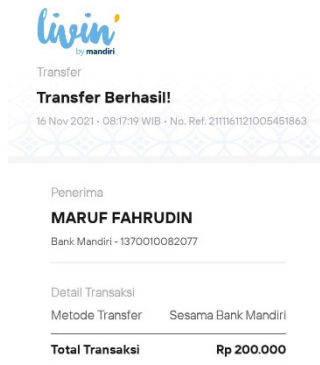 livin'
by mandiri
Transfer
Transfer Berhasil!
16 Nov 2021 • 08:17:19 WIB • No. Ref. 2111161121005451863
Penerima
MARUF FAHRUDIN
Bank Mandiri - 1370010082077
Detail Transaksi
Metode Transfer Sesama Bank Mandiri
Total Transaksi Rp 200.000